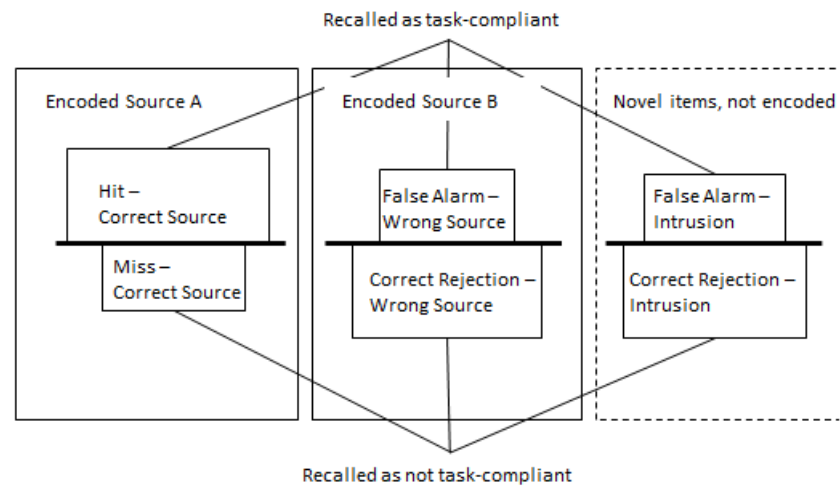 Recalled as task-compliant
Encoded Source A
Encoded Source B
Novel items, not encoded
Hit –
Correct Source
False Alarm –
Wrong Source
False Alarm –
Intrusion
Miss –
Correct Source
Correct Rejection –
Wrong Source
Correct Rejection –
Intrusion
Recalled as not task-compliant